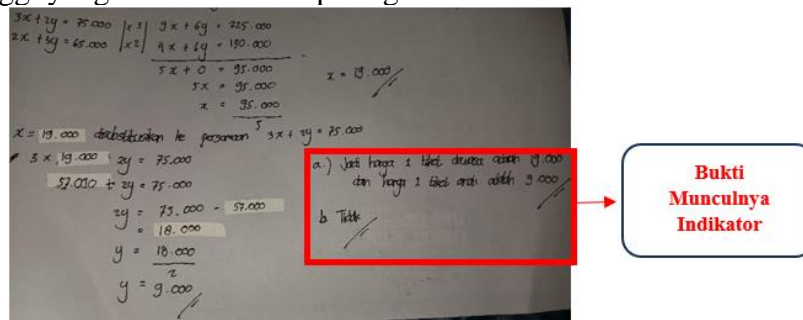 3x + 2y = 75.000 | x 3 | 9x + 6y = 225.000
2x + 3y = 65.000 | x 2 | 4x + 6y = 130.000
5x + 0 = 95.000
5x = 95.000
x = 95.000
5
x = 19.000
x = 19.000 disubstitusikan ke persamaan 3x + 2y = 75.000
3 x 19.000 + 2y = 75.000
57.000 + 2y = 75.000
2y = 75.000 - 57.000
= 18.000
y = 18.000
2
y = 9.000
a.) Jadi harga 1 tiket dewasa adalah 19.000
dan harga 1 tiket anak adalah 9.000
b. Tidak
Bukti
Munculnya
Indikator